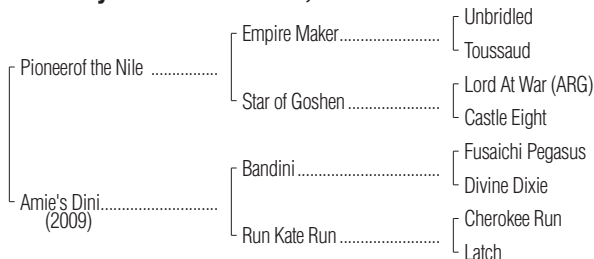 Unbridled
Empire Maker....................
Toussaud
Pioneerof the Nile ...............
Lord At War (ARG)
Star of Goshen ...................
Castle Eight
Fusaichi Pegasus
Bandini.............................
Divine Dixie
Amie's Dini.......................
(2009)
Cherokee Run
Run Kate Run ....................
Latch